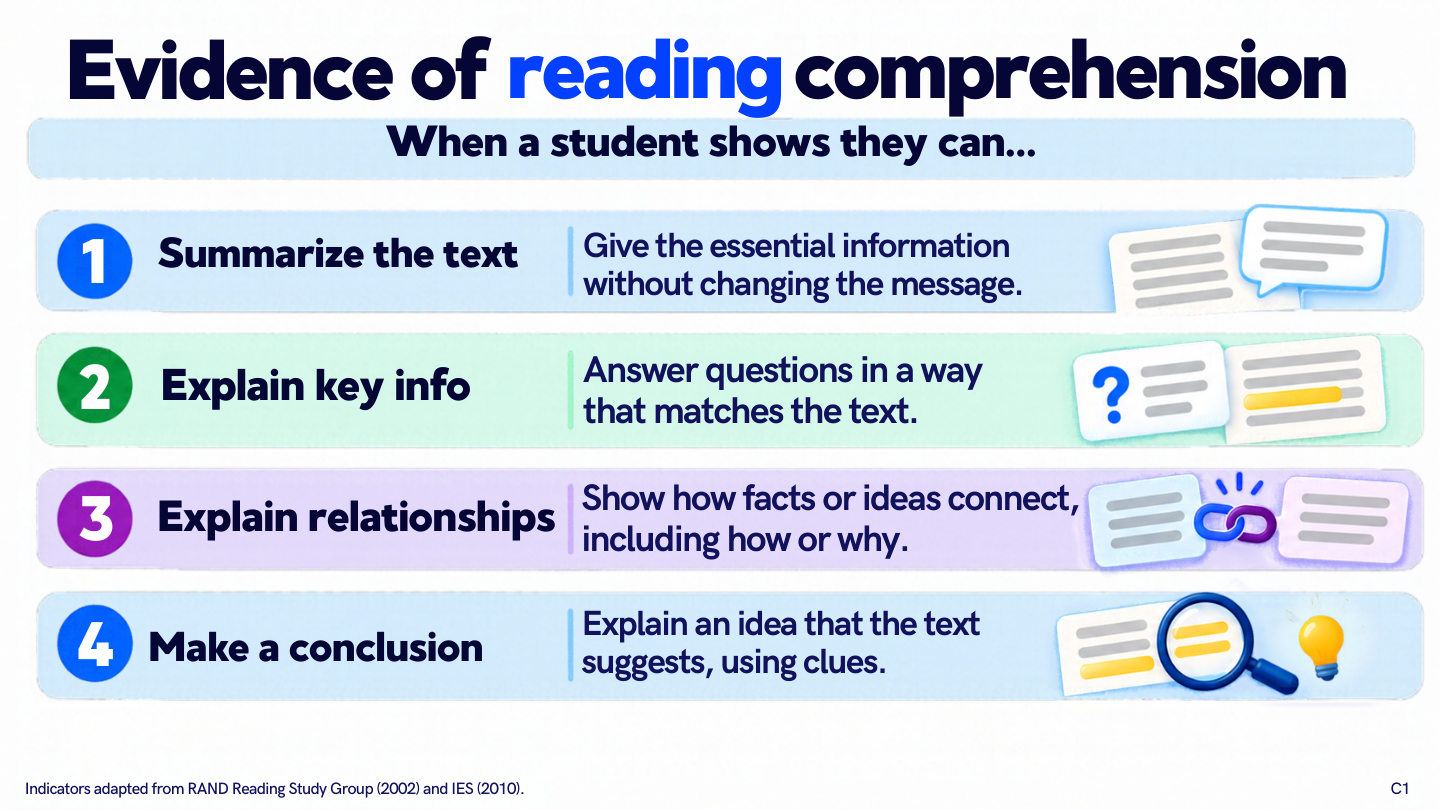 Evidence of reading comprehension
When a student shows they can...
1
Summarize the text
Give the essential information
without changing the message.
2
Explain key info
Answer questions in a way
that matches the text.
?
3
Explain relationships
Show how facts or ideas connect,
including how or why.
4
Make a conclusion
Explain an idea that the text
suggests, using clues.
Indicators adapted from RAND Reading Study Group (2002) and IES (2010).
C1